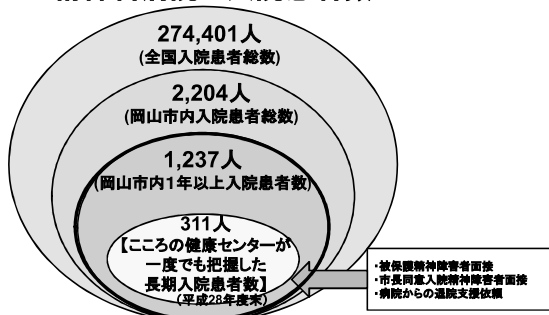 274,401人
(全国入院患者総数)
2,204人
(岡山市内入院患者総数)
1,237人
(岡山市内1年以上入院患者数)
311人
【こころの健康センターが
一度でも把握した
長期入院患者数】
(平成28年度末)
・被保護精神障害者面接
・市長同意入院精神障害者面接
・病院からの退院支援依頼